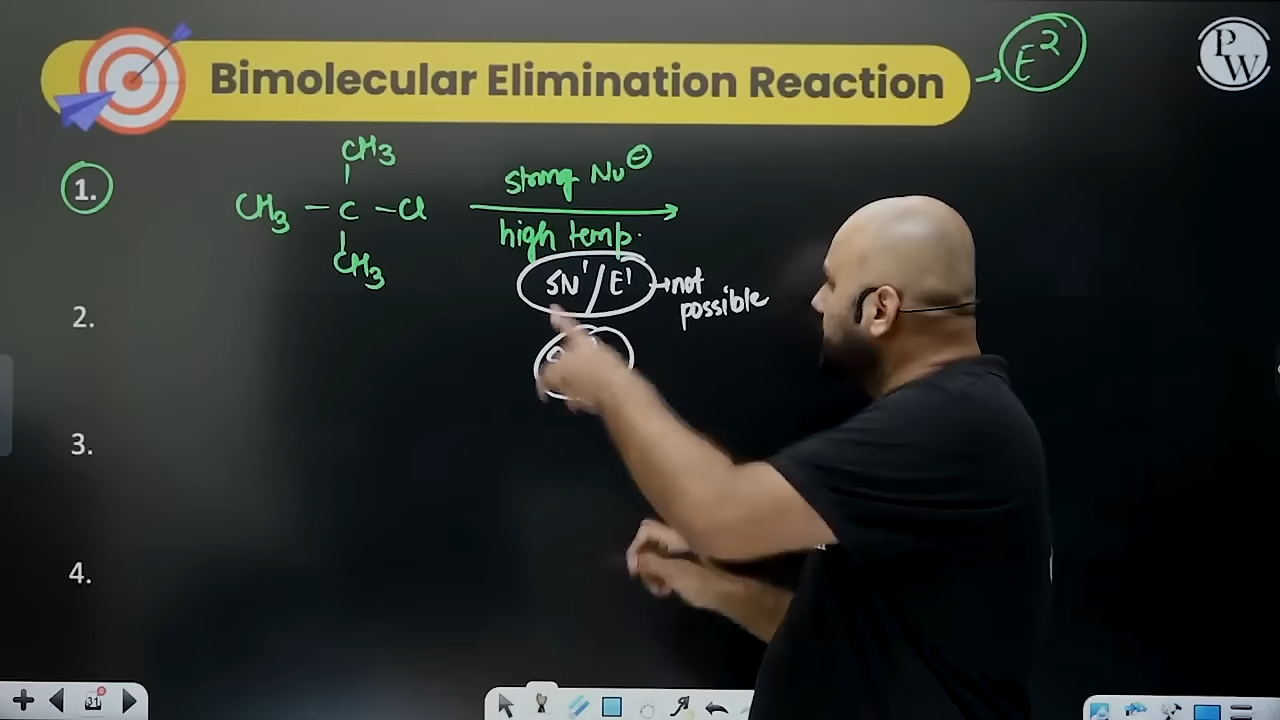 Bimolecular Elimination Reaction → E2
P
W
1.
CH3
CH3 – C – Cl
CH3
strong Nu⊖
high temp.
SN1/E1 → not possible
2.
3.
4.
31